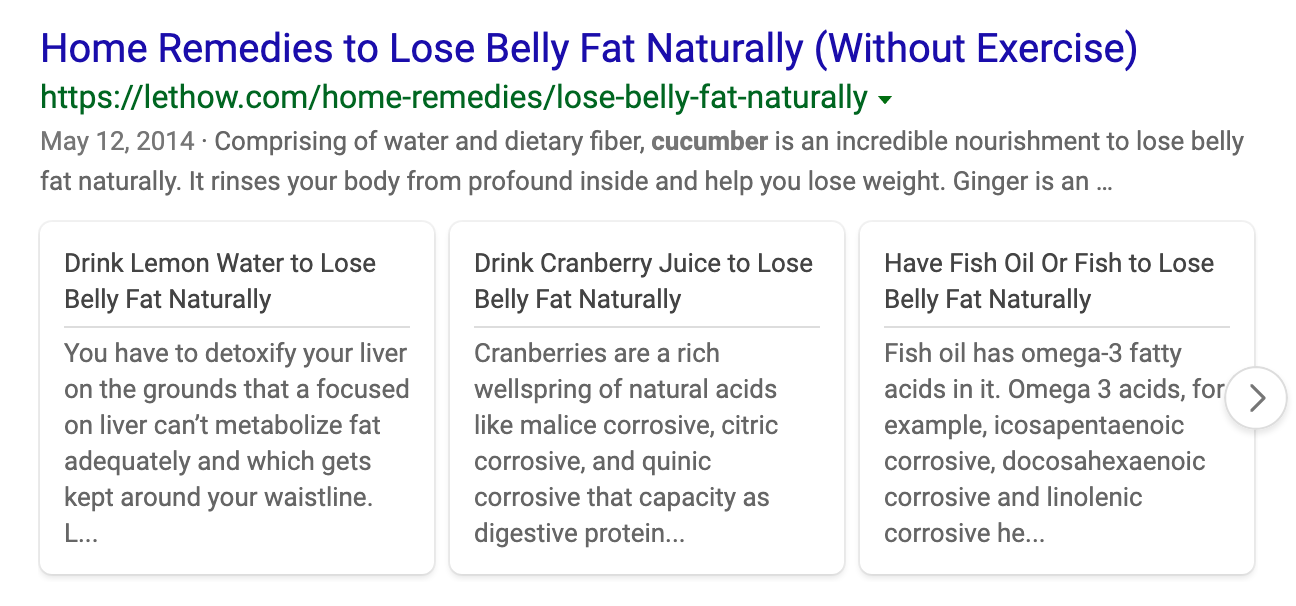 Home Remedies to Lose Belly Fat Naturally (Without Exercise)
https://lethow.com/home-remedies/lose-belly-fat-naturally
May 12, 2014 · Comprising of water and dietary fiber, cucumber is an incredible nourishment to lose belly
fat naturally. It rinses your body from profound inside and help you lose weight. Ginger is an ...
Drink Lemon Water to Lose
Belly Fat Naturally
You have to detoxify your liver
on the grounds that a focused
on liver can’t metabolize fat
adequately and which gets
kept around your waistline.
L...
Drink Cranberry Juice to Lose
Belly Fat Naturally
Cranberries are a rich
wellspring of natural acids
like malice corrosive, citric
corrosive, and quinic
corrosive that capacity as
digestive protein...
Have Fish Oil Or Fish to Lose
Belly Fat Naturally
Fish oil has omega-3 fatty
acids in it. Omega 3 acids, for
example, icosapentaenoic
corrosive, docosahexaenoic
corrosive and linolenic
corrosive he...